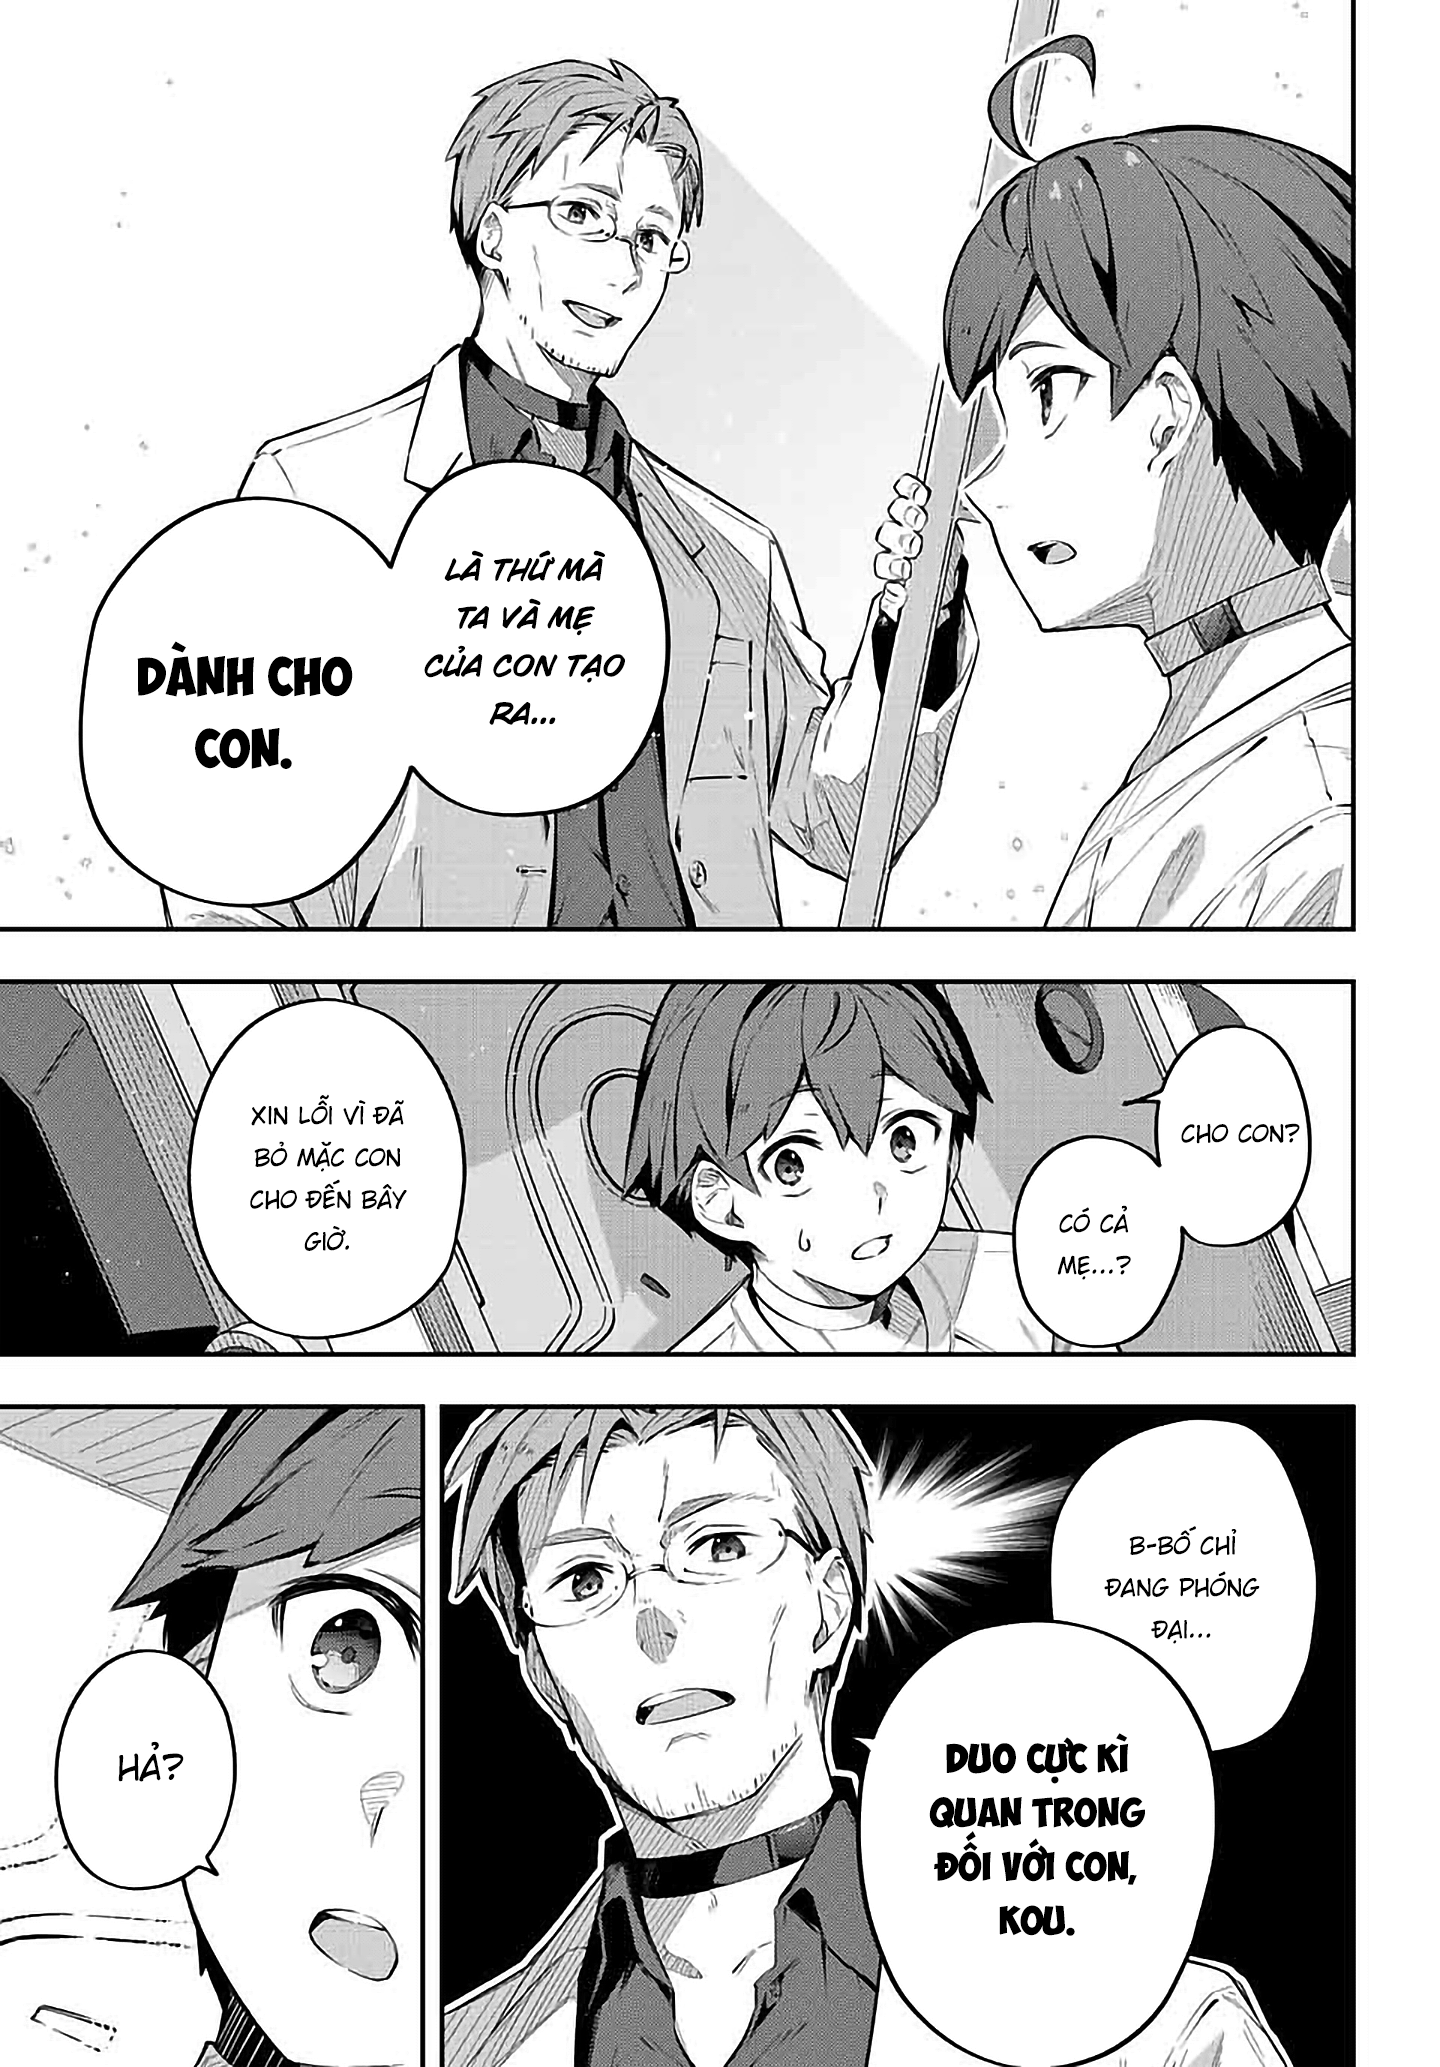 LÀ THỨ MÀ
TA VÀ MẸ
CỦA CON TẠO
RA...
DÀNH CHO
CON.
CHO CON?
CÓ CẢ
MẸ...?
XIN LỖI VÌ ĐÃ
BỎ MẶC CON
CHO ĐẾN BÂY
GIỜ.
B-BỐ CHỈ
ĐANG PHÓNG
ĐẠI...
DUO CỰC KÌ
QUAN TRONG
ĐỐI VỚI CON,
KOU.
HẢ?